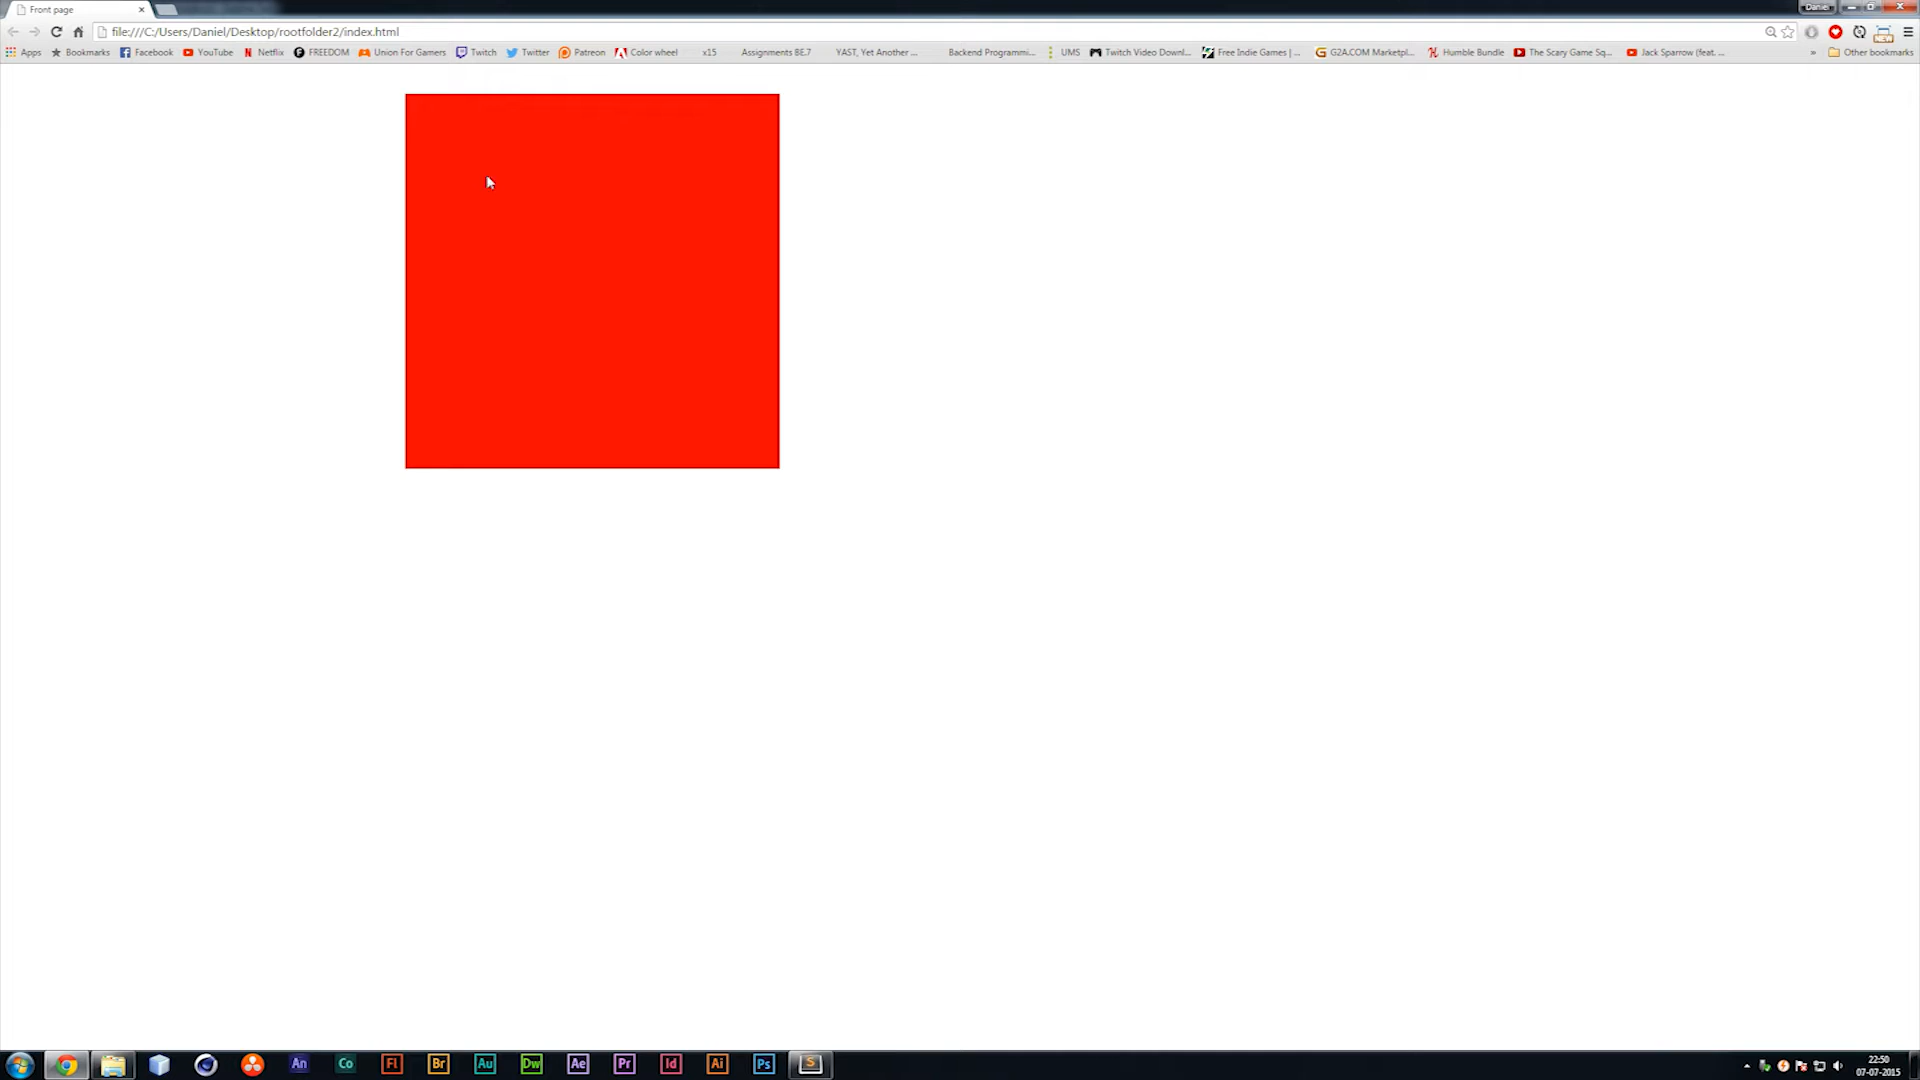 Front page
Daniel
file:///C:/Users/Daniel/Desktop/rootfolder2/index.html
Apps Bookmarks Facebook YouTube Netflix FREEDOM Union For Gamers Twitch Twitter Patreon Color wheel x15 Assignments BE.7 YAST, Yet Another ... Backend Programmi... UMS Twitch Video Downl... Free Indie Games | ... G2A.COM Marketpl... Humble Bundle The Scary Game Sq... Jack Sparrow (feat. ... » Other bookmarks
An Co Fl Br Au Dw Ae Pr Id Ai Ps S
22:50
07-07-2015